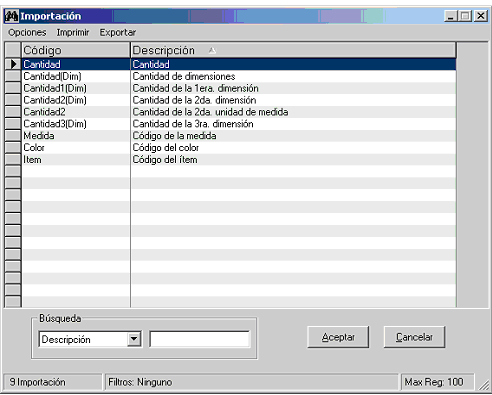 Importación
Opciones Imprimir Exportar
Código Descripción
Cantidad Cantidad
Cantidad(Dim) Cantidad de dimensiones
Cantidad1(Dim) Cantidad de la 1era. dimensión
Cantidad2(Dim) Cantidad de la 2da. dimensión
Cantidad2 Cantidad de la 2da. unidad de medida
Cantidad3(Dim) Cantidad de la 3ra. dimensión
Medida Código de la medida
Color Código del color
Item Código del ítem
Búsqueda
Descripción Aceptar Cancelar
9 Importación Filtros: Ninguno Max Reg: 100